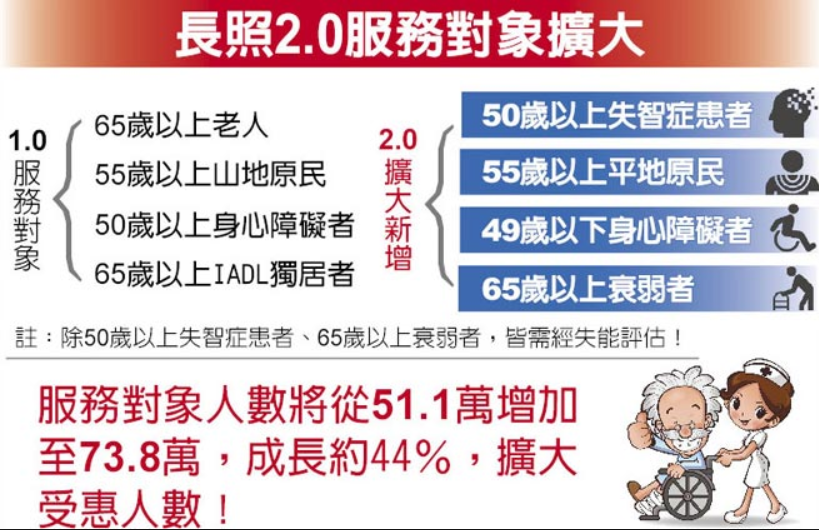 長照2.0服務對象擴大
1.0
服務對象
65歲以上老人
55歲以上山地原民
50歲以上身心障礙者
65歲以上IADL獨居者
2.0
擴大新增
50歲以上失智症患者
55歲以上平地原民
49歲以下身心障礙者
65歲以上衰弱者
註：除50歲以上失智症患者、65歲以上衰弱者，皆需經失能評估！
服務對象人數將從51.1萬增加
至73.8萬，成長約44%，擴大
受惠人數！